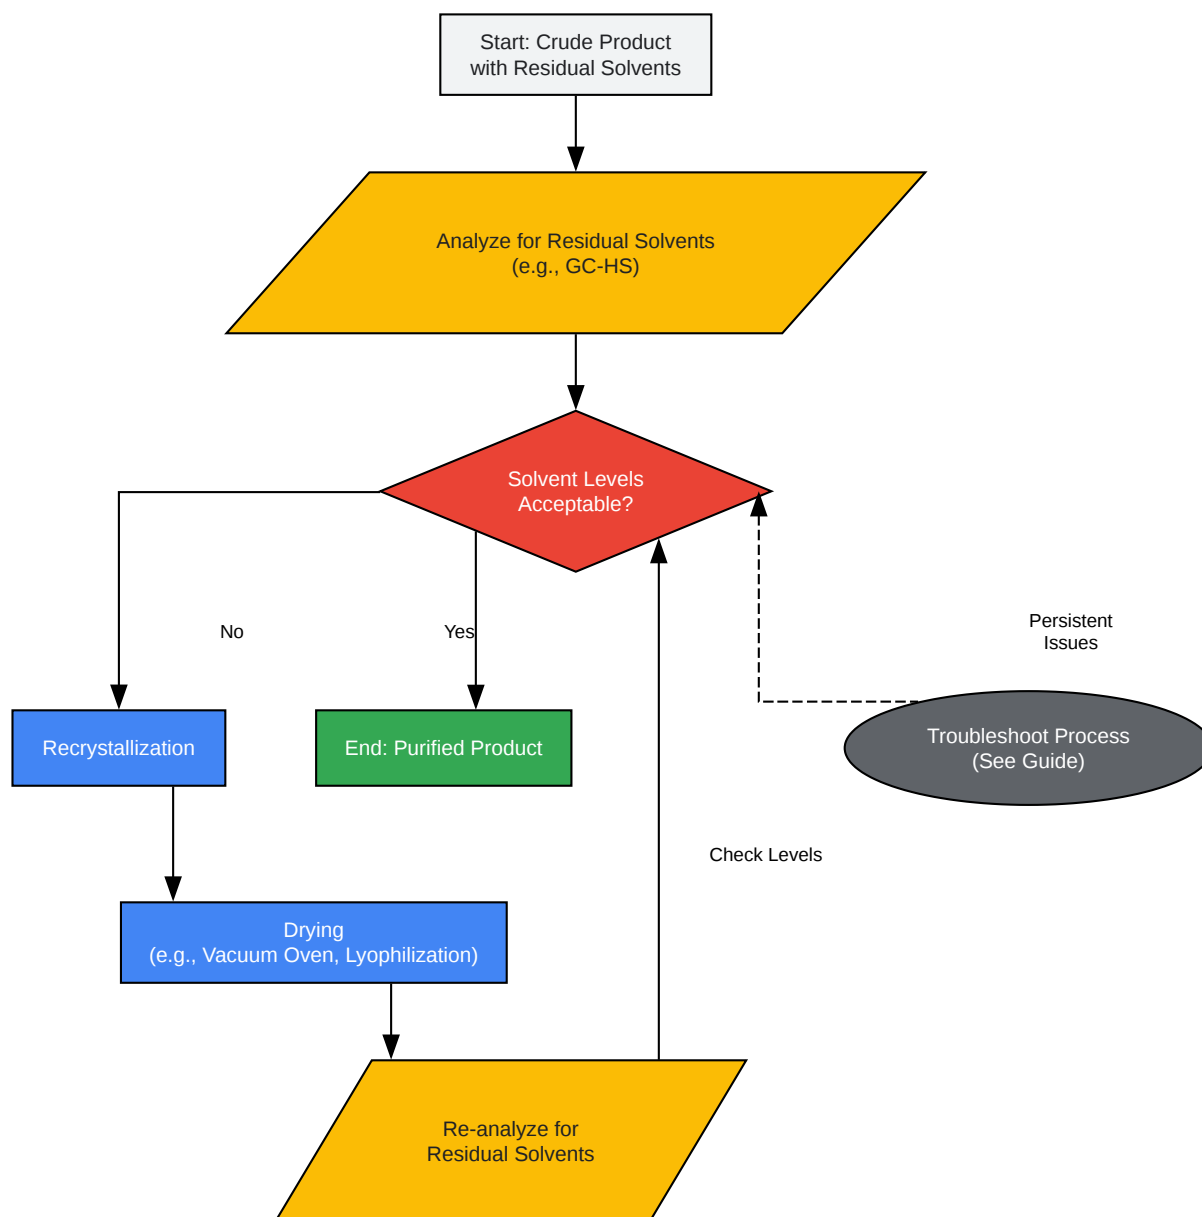 Start: Crude Product
with Residual Solvents
Analyze for Residual Solvents
(e.g., GC-HS)
Solvent Levels
Acceptable?
No
Yes
Persistent
Issues
Recrystallization
End: Purified Product
Troubleshoot Process
(See Guide)
Check Levels
Drying
(e.g., Vacuum Oven, Lyophilization)
Re-analyze for
Residual Solvents